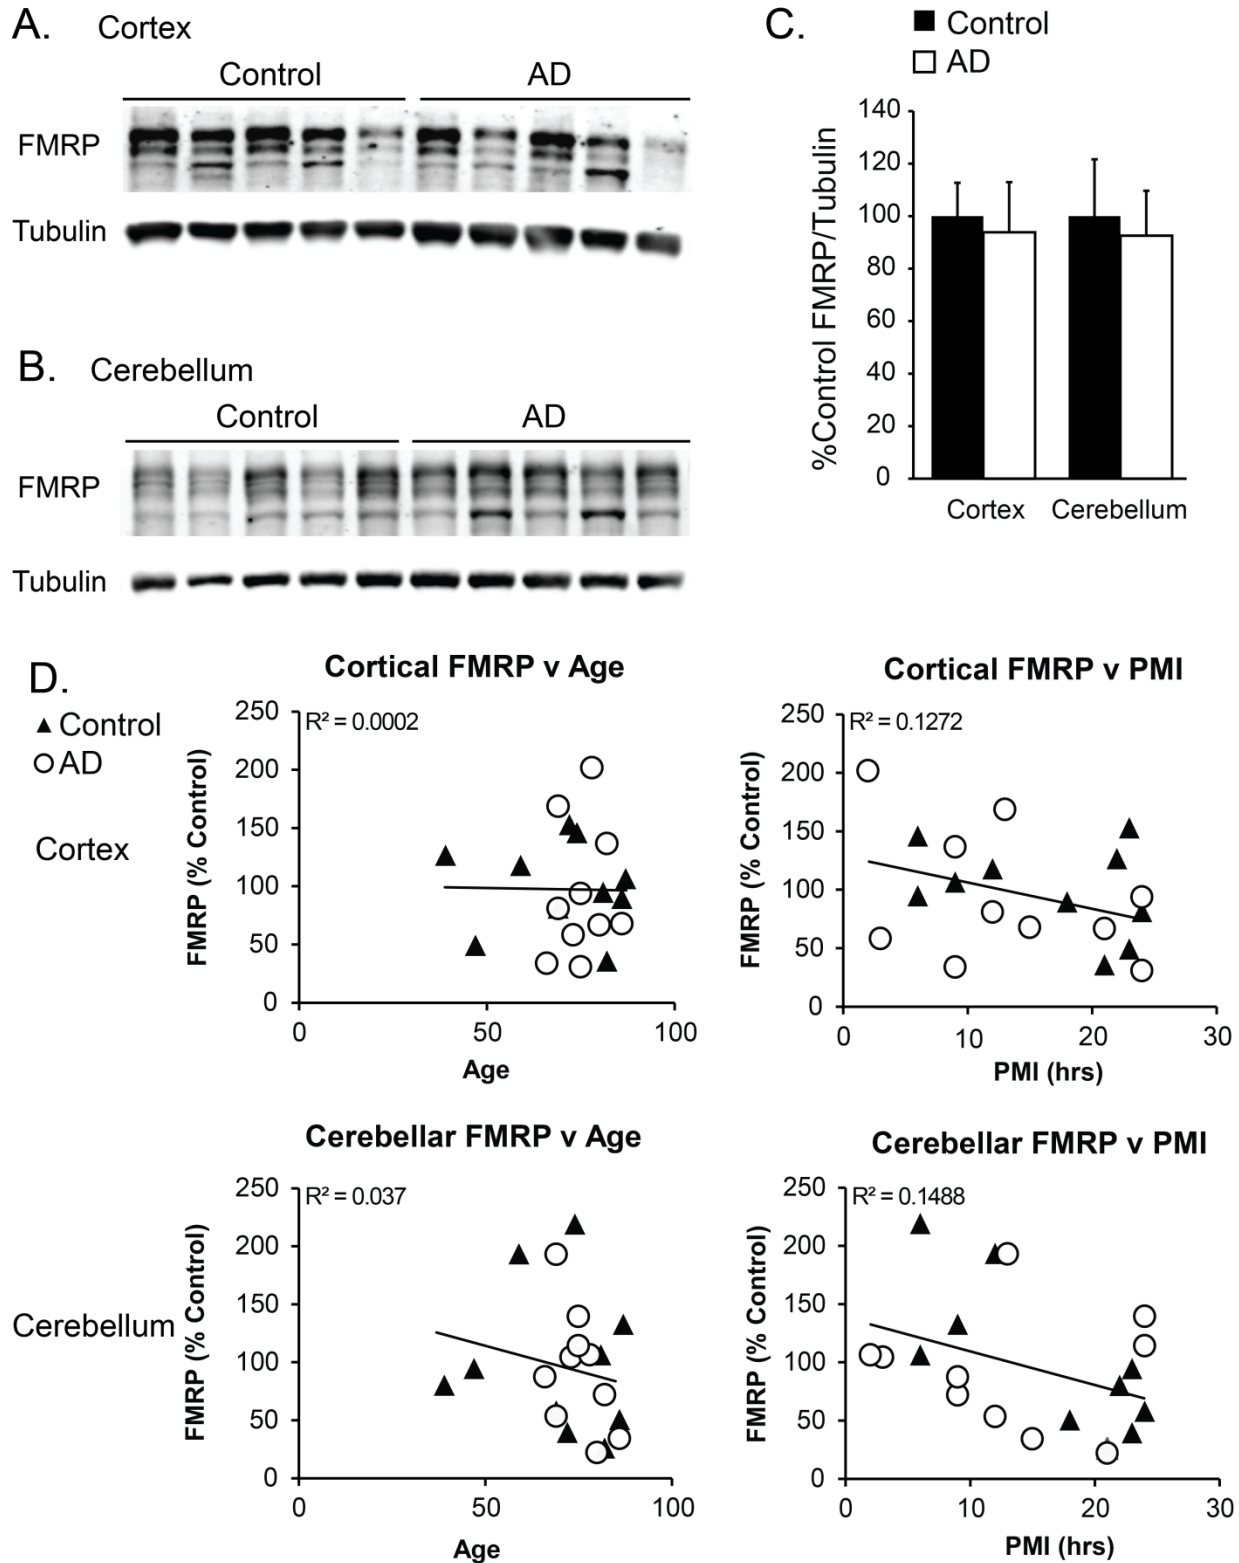 A. Cortex
Control AD
FMRP
Tubulin
B. Cerebellum
Control AD
FMRP
Tubulin
C.
Control
AD
%Control FMRP/Tubulin
140
120
100
80
60
40
20
0
Cortex Cerebellum
D.
Control
AD
Cortex
Cortical FMRP v Age
R² = 0.0002
FMRP (% Control)
250
200
150
100
50
0
0 50 100
Age
Cortical FMRP v PMI
R² = 0.1272
FMRP (% Control)
250
200
150
100
50
0
0 10 20 30
PMI (hrs)
Cerebellum
Cerebellar FMRP v Age
R² = 0.037
FMRP (% Control)
250
200
150
100
50
0
0 50 100
Age
Cerebellar FMRP v PMI
R² = 0.1488
FMRP (% Control)
250
200
150
100
50
0
0 10 20 30
PMI (hrs)